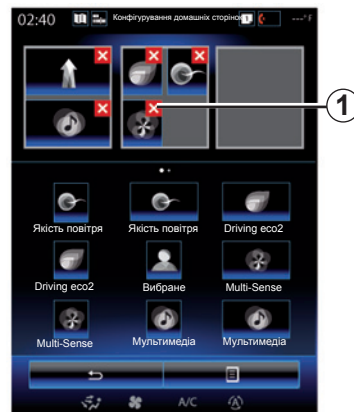 02:40 Конфігурування домашніх сторінок 1 ---°F
1
Якість повітря Якість повітря Driving eco2
Driving eco2 Вибране Multi-Sense
Multi-Sense Мультимедіа Мультимедіа
A/C A